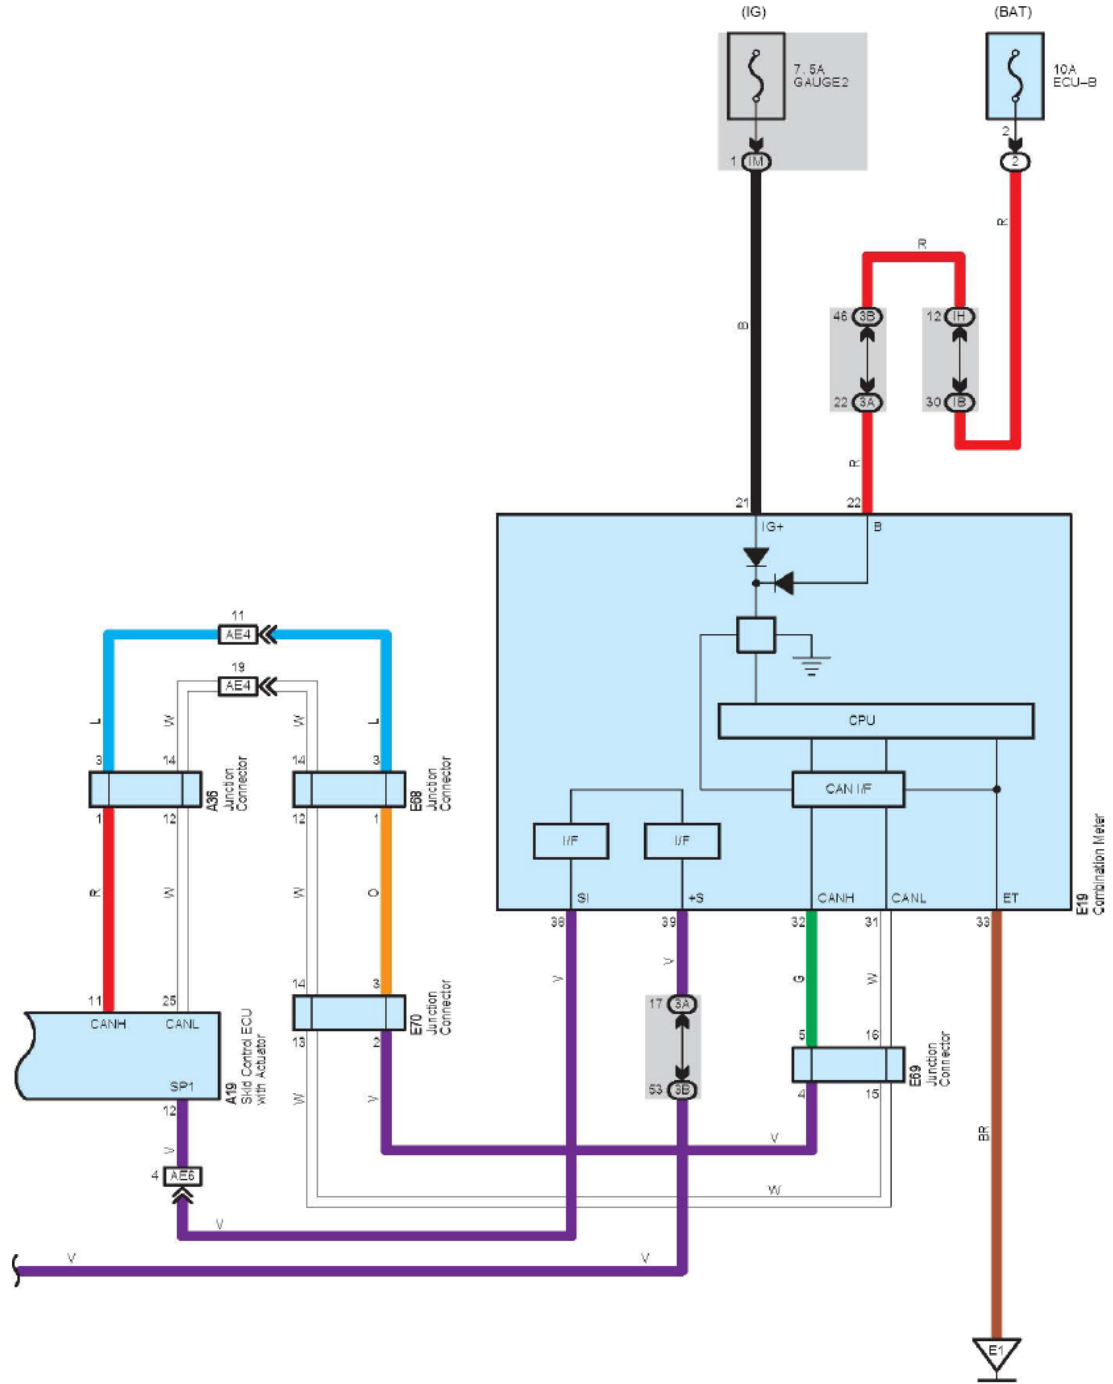 (IG)
(BAT)
7.5A
GAUGE2
10A
ECU-B
2
1 IM
2
R
R
46 3B
12 IH
B
22 3A
30 IB
R
21
22
IG+
B
11
AE4
19
AE4
CPU
L
W
W
L
3
14
14
3
A36
Junction
Connector
E68
Junction
Connector
CAN I/F
1
12
12
1
I/F
I/F
R
W
W
O
SI
+S
CANH
CANL
ET
E19
Combination Meter
38
39
32
31
33
V
V
G
W
11
25
14
3
17 3A
CANH
CANL
E70
Junction
Connector
5
16
13
2
E69
Junction
Connector
SP1
A19
Skid Control ECU
with Actuator
53 3B
4
15
12
W
V
V
V
BR
4 AE6
W
V
V
V
E1